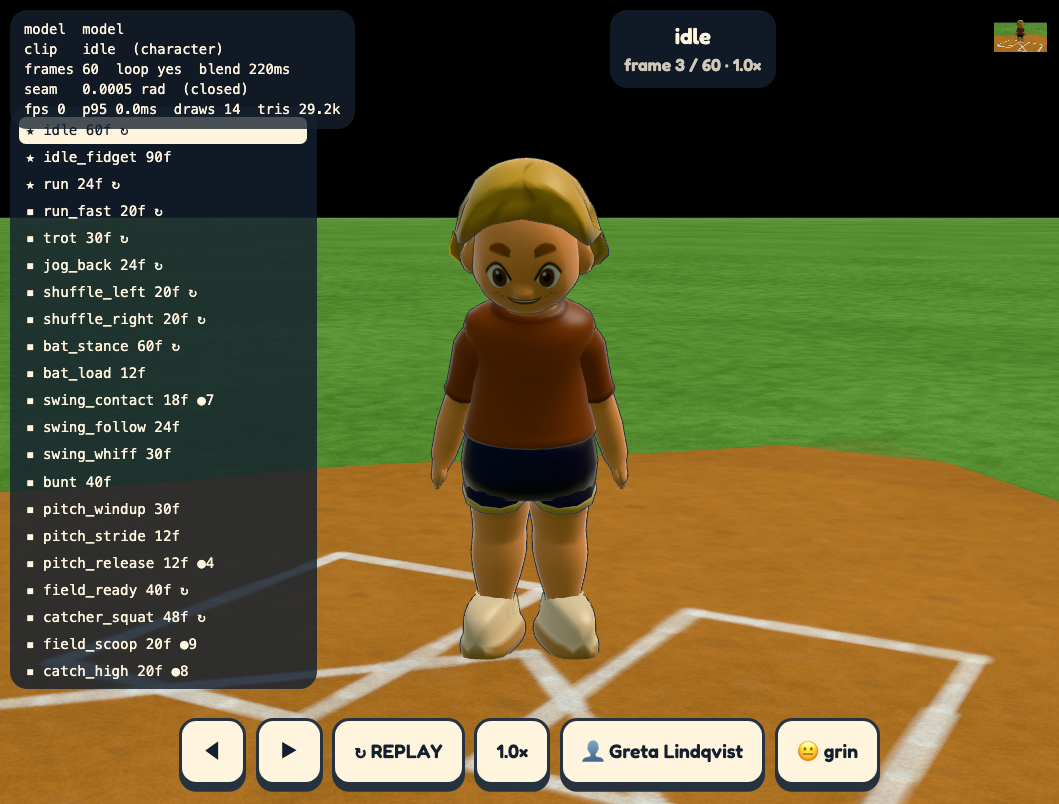 model  model
clip   idle  (character)
frames 60  loop yes  blend 220ms
seam   0.0005 rad  (closed)
fps 0  p95 0.0ms  draws 14  tris 29.2k
★ idle 60f ↻
★ idle_fidget 90f
★ run 24f ↻
▪ run_fast 20f ↻
▪ trot 30f ↻
▪ jog_back 24f ↻
▪ shuffle_left 20f ↻
▪ shuffle_right 20f ↻
▪ bat_stance 60f ↻
▪ bat_load 12f
▪ swing_contact 18f ●7
▪ swing_follow 24f
▪ swing_whiff 30f
▪ bunt 40f
▪ pitch_windup 30f
▪ pitch_stride 12f
▪ pitch_release 12f ●4
▪ field_ready 40f ↻
▪ catcher_squat 48f ↻
▪ field_scoop 20f ●9
▪ catch_high 20f ●8
idle
frame 3 / 60 · 1.0×
◀ ▶ ↻ REPLAY 1.0× 👤 Greta Lindqvist 😐 grin